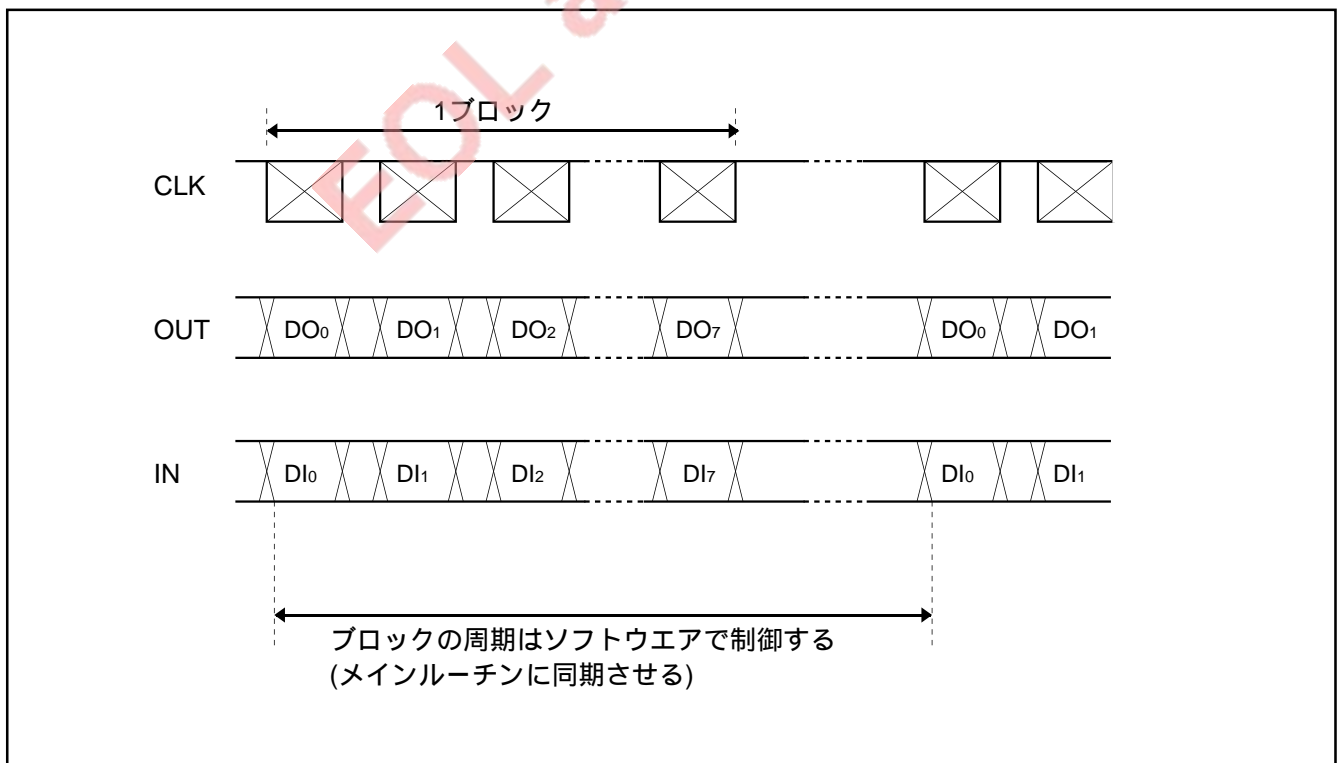 EOL a
1ブロック
CLK
OUT DO0 DO1 DO2 DO7 DO0 DO1
IN DI0 DI1 DI2 DI7 DI0 DI1
ブロックの周期はソフトウエアで制御する
(メインルーチンに同期させる)